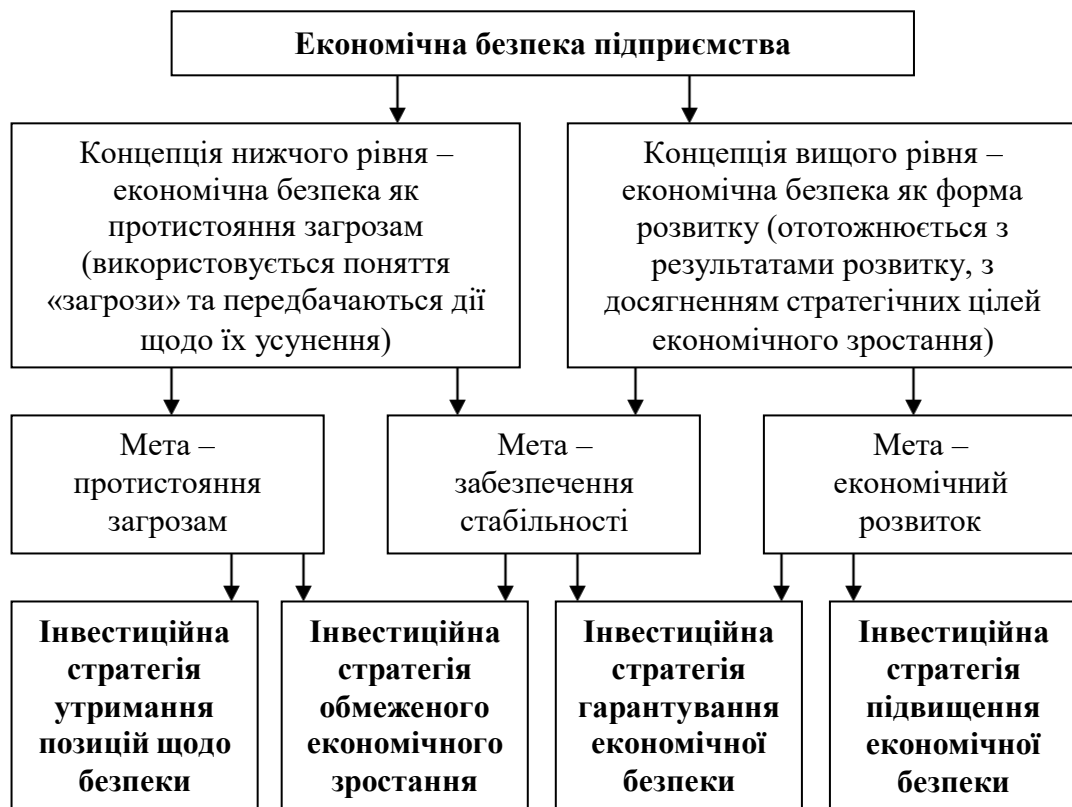 Економічна безпека підприємства
Концепція нижчого рівня –
економічна безпека як
протистояння загрозам
(використовується поняття
«загрози» та передбачаються дії
щодо їх усунення)
Концепція вищого рівня –
економічна безпека як форма
розвитку (ототожнюється з
результатами розвитку, з
досягненням стратегічних цілей
економічного зростання)
Мета –
протистояння
загрозам
Мета –
забезпечення
стабільності
Мета –
економічний
розвиток
Інвестиційна
стратегія
утримання
позицій щодо
безпеки
Інвестиційна
стратегія
обмеженого
економічного
зростання
Інвестиційна
стратегія
гарантування
економічної
безпеки
Інвестиційна
стратегія
підвищення
економічної
безпеки